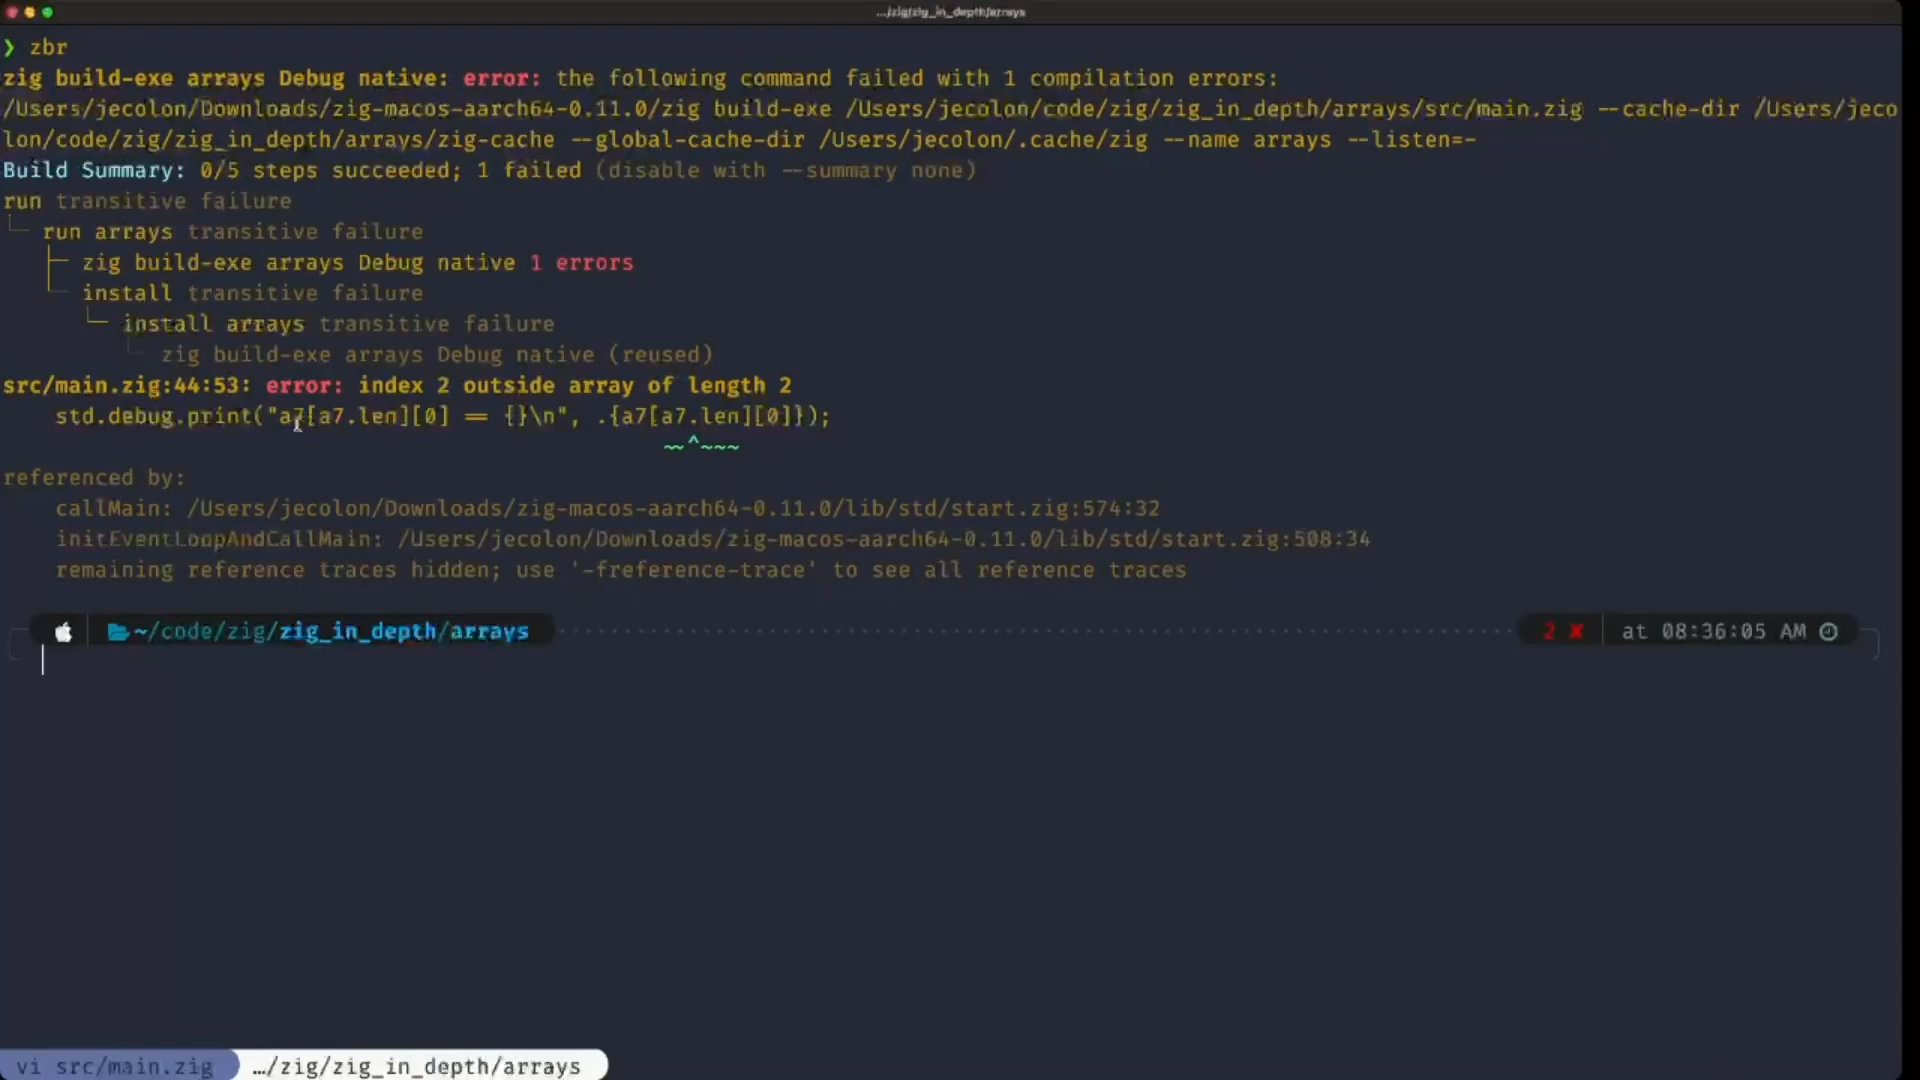 …/zig/zig_in_depth/arrays
❯ zbr
zig build-exe arrays Debug native: error: the following command failed with 1 compilation errors:
/Users/jecolon/Downloads/zig-macos-aarch64-0.11.0/zig build-exe /Users/jecolon/code/zig/zig_in_depth/arrays/src/main.zig --cache-dir /Users/jeco
lon/code/zig/zig_in_depth/arrays/zig-cache --global-cache-dir /Users/jecolon/.cache/zig --name arrays --listen=-
Build Summary: 0/5 steps succeeded; 1 failed (disable with --summary none)
run transitive failure
└─ run arrays transitive failure
├─ zig build-exe arrays Debug native 1 errors
└─ install transitive failure
└─ install arrays transitive failure
└─ zig build-exe arrays Debug native (reused)
src/main.zig:44:53: error: index 2 outside array of length 2
std.debug.print("a7[a7.len][0] == {}\n", .{a7[a7.len][0]});
~~^~~~
referenced by:
callMain: /Users/jecolon/Downloads/zig-macos-aarch64-0.11.0/lib/std/start.zig:574:32
initEventLoopAndCallMain: /Users/jecolon/Downloads/zig-macos-aarch64-0.11.0/lib/std/start.zig:508:34
remaining reference traces hidden; use '-freference-trace' to see all reference traces
~/code/zig/zig_in_depth/arrays 2 ✘ at 08:36:05 AM
vi src/main.zig …/zig/zig_in_depth/arrays